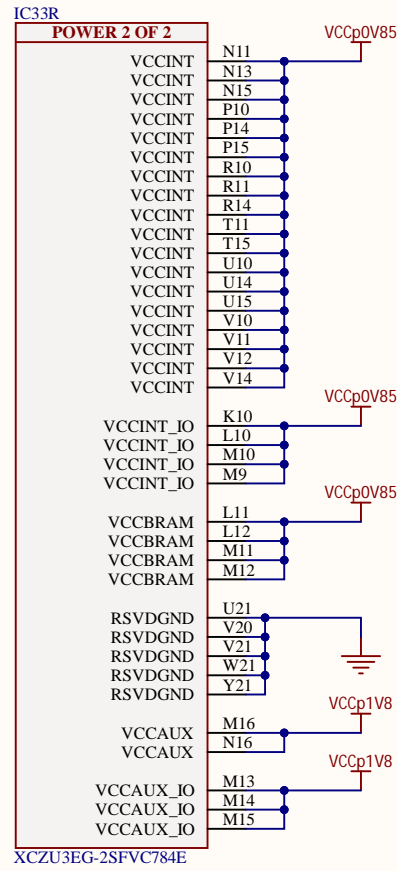 IC33R
POWER 2 OF 2
VCCp0V85
VCCINT N11
VCCINT N13
VCCINT N15
VCCINT P10
VCCINT P14
VCCINT P15
VCCINT R10
VCCINT R11
VCCINT R14
VCCINT T11
VCCINT T15
VCCINT U10
VCCINT U14
VCCINT U15
VCCINT V10
VCCINT V11
VCCINT V12
VCCINT V14
VCCp0V85
VCCINT_IO K10
VCCINT_IO L10
VCCINT_IO M10
VCCINT_IO M9
VCCp0V85
VCCBRAM L11
VCCBRAM L12
VCCBRAM M11
VCCBRAM M12
RSVDGND U21
RSVDGND V20
RSVDGND V21
RSVDGND W21
RSVDGND Y21
VCCp1V8
VCCAUX M16
VCCAUX N16
VCCp1V8
VCCAUX_IO M13
VCCAUX_IO M14
VCCAUX_IO M15
XCZU3EG-2SFVC784E